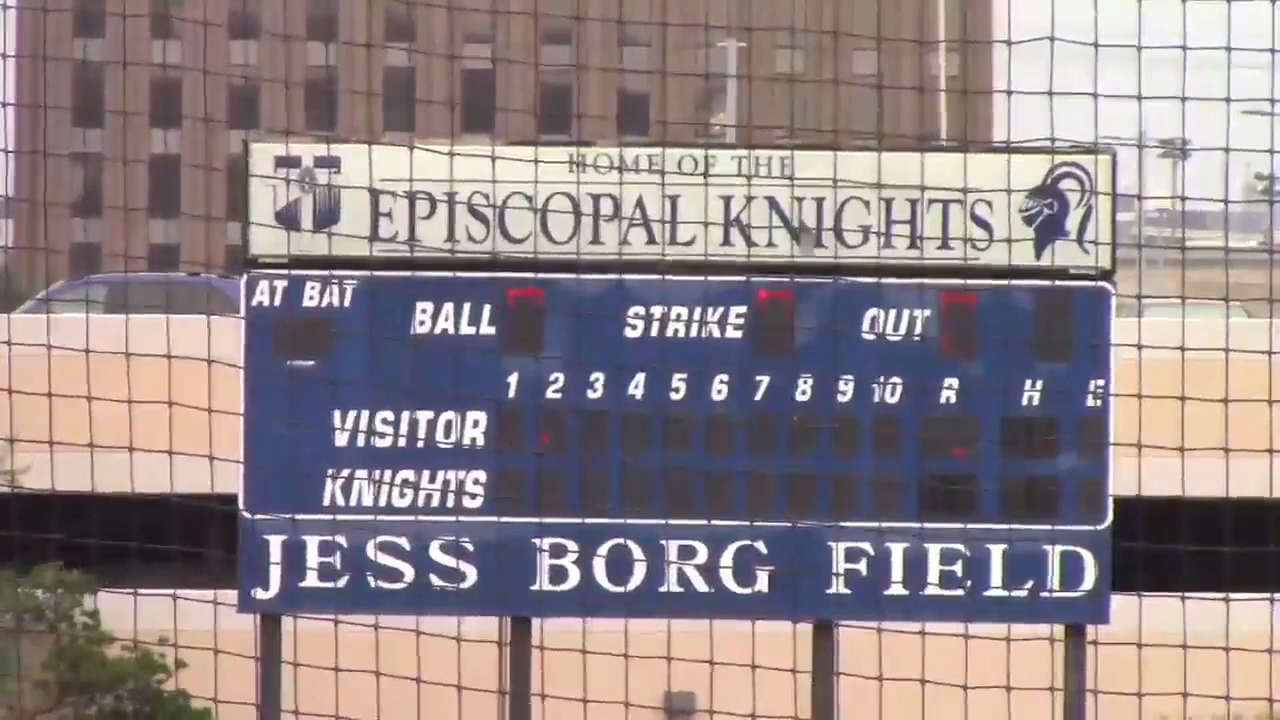 HOME OF THE
EPISCOPAL KNIGHTS
AT BAT
BALL STRIKE OUT
1 2 3 4 5 6 7 8 9 10 R H E
VISITOR
KNIGHTS
JESS BORG FIELD